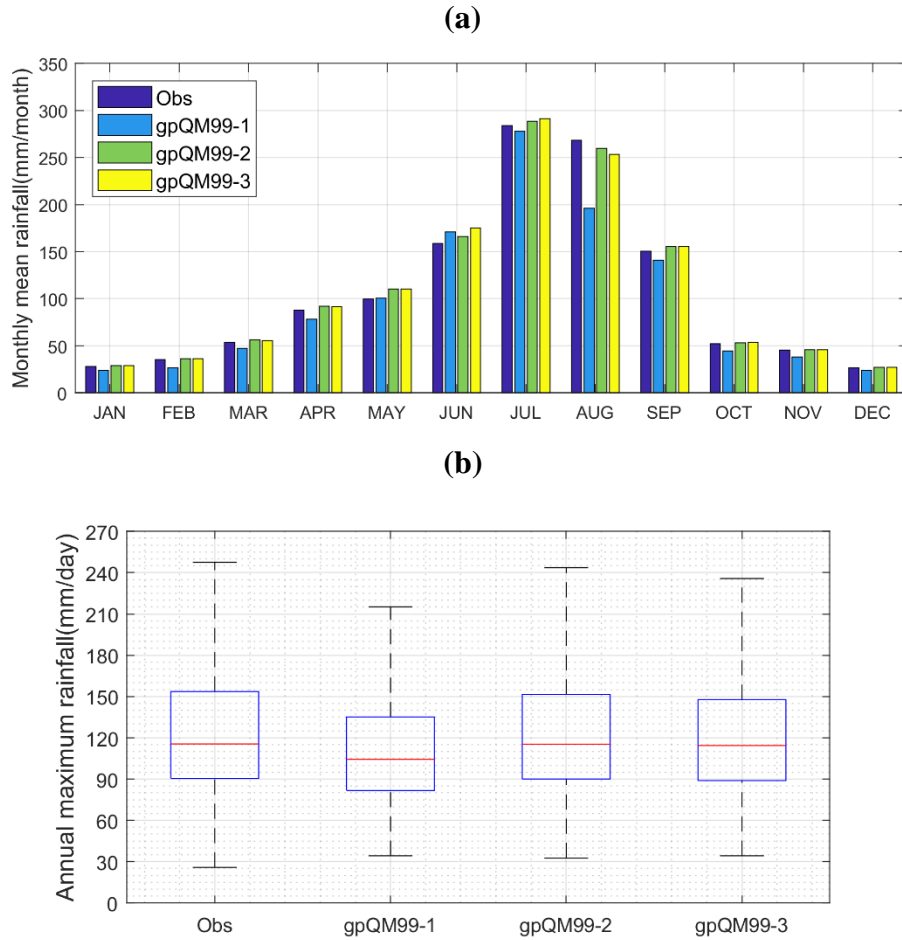 (a)
Monthly mean rainfall(mm/month)
350
300
250
200
150
100
50
0
Obs
gpQM99-1
gpQM99-2
gpQM99-3
JAN FEB MAR APR MAY JUN JUL AUG SEP OCT NOV DEC
(b)
Annual maximum rainfall(mm/day)
270
240
210
180
150
120
90
60
30
0
Obs gpQM99-1 gpQM99-2 gpQM99-3